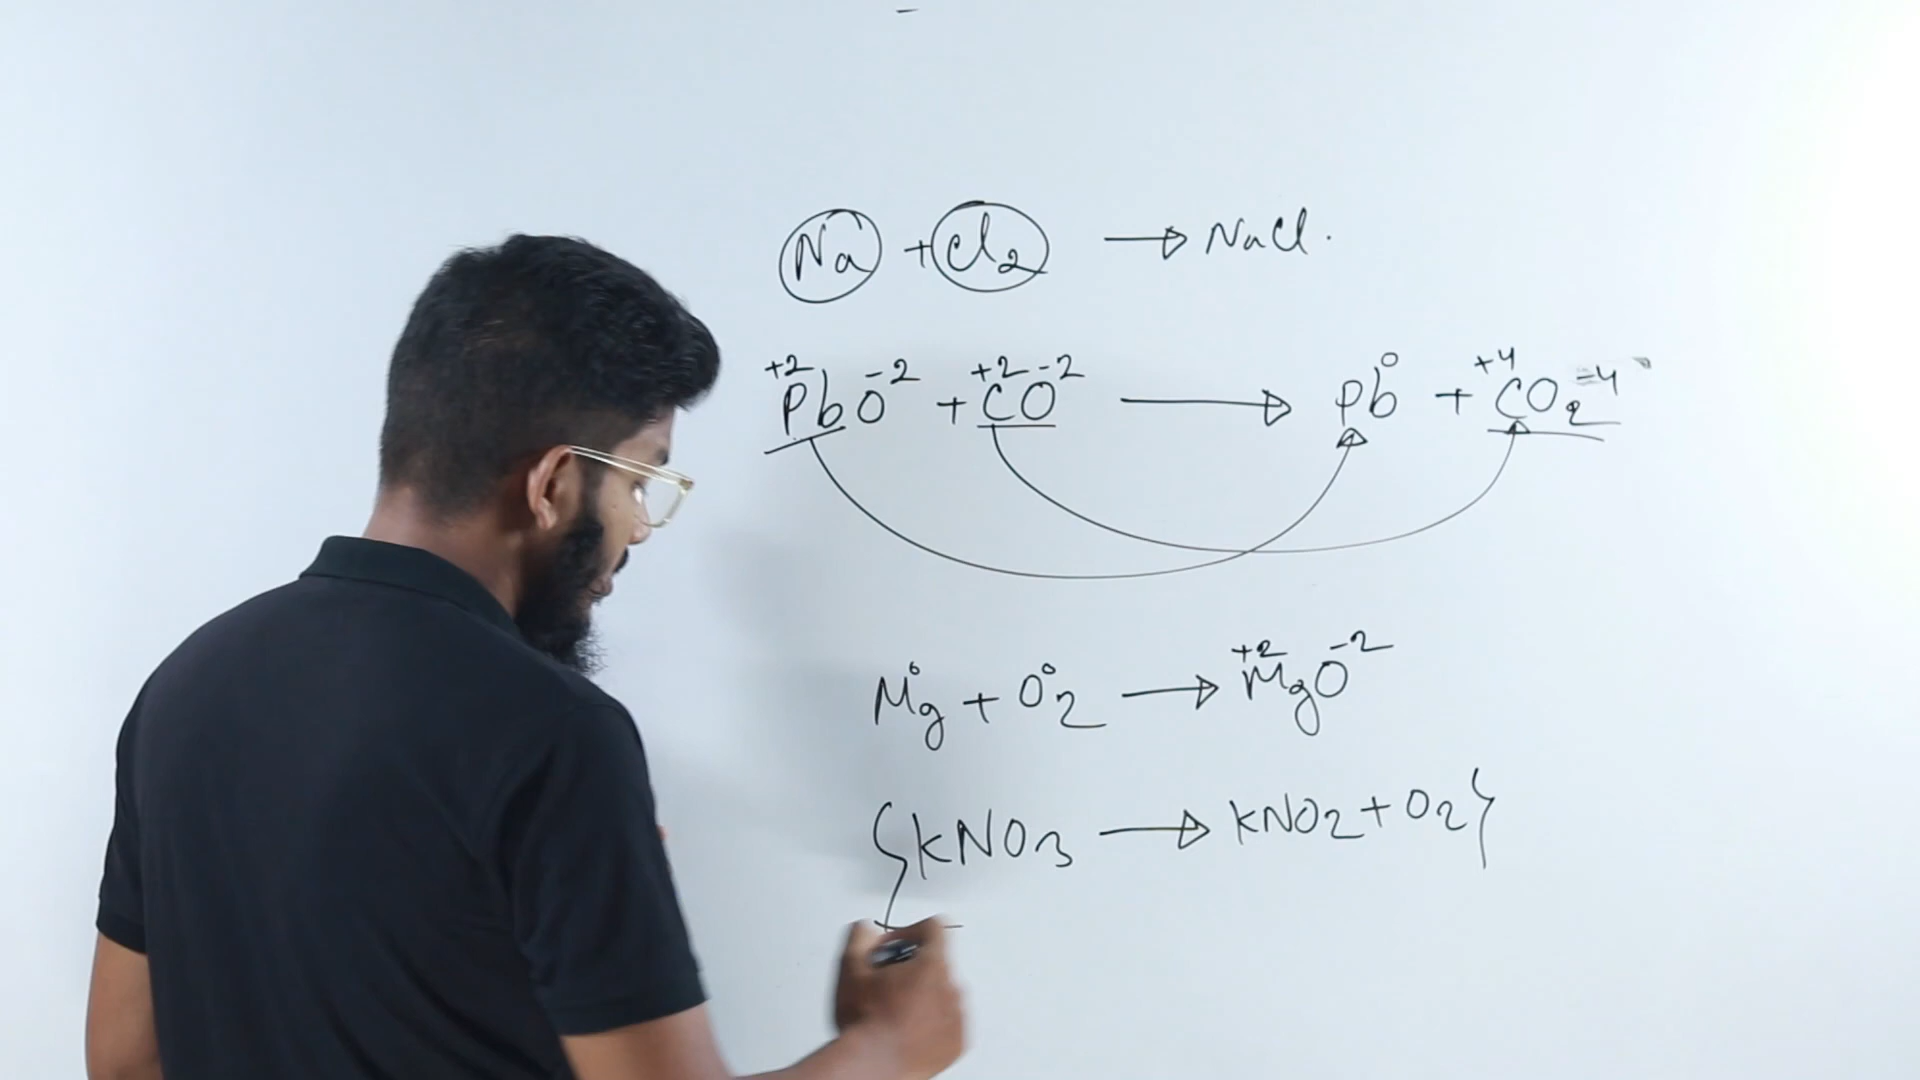 Na + Cl₂ → NaCl.
+2 -2 +2 -2 0 +4 -4
PbO + CO → Pb + CO₂
0 0 +2 -2
Mg + O₂ → MgO
{KNO₃ → KNO₂ + O₂}